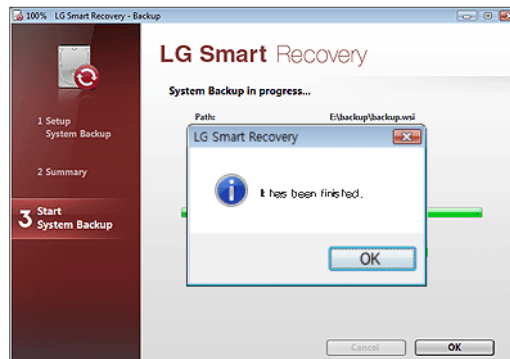 100% LG Smart Recovery - Backup
LG Smart Recovery
System Backup in progress...
Path: E:\backup\backup.wsi
1 Setup
System Backup
2 Summary
3 Start
System Backup
LG Smart Recovery
It has been finished.
OK
Cancel OK